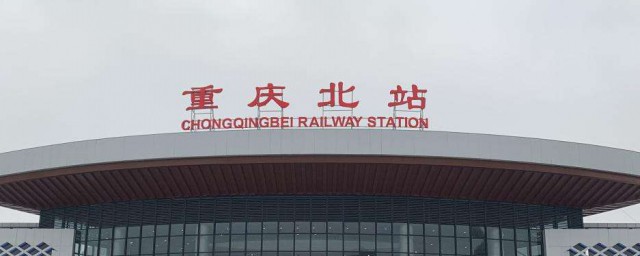 重庆北站
CHONGQINGBEI RAILWAY STATION